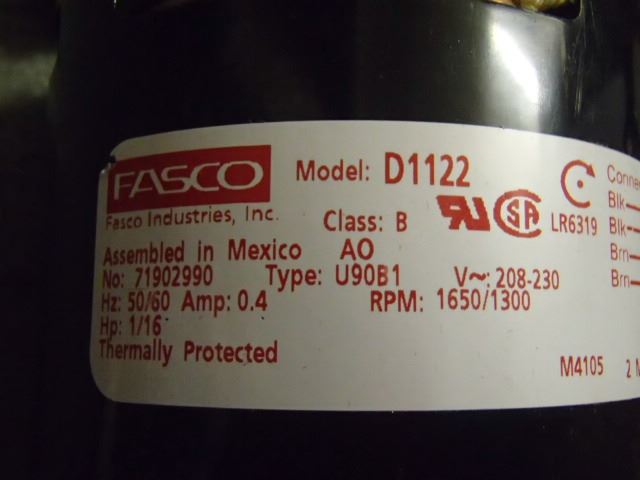 FASCO
Model: D1122
Fasco Industries, Inc.
Class: B
LR6319
Blk
Blk
Brn
Brn
Assembled in Mexico AO
No: 71902990 Type: U90B1 V~: 208-230
Hz: 50/60 Amp: 0.4 RPM: 1650/1300
Hp: 1/16
Thermally Protected
M4105 2